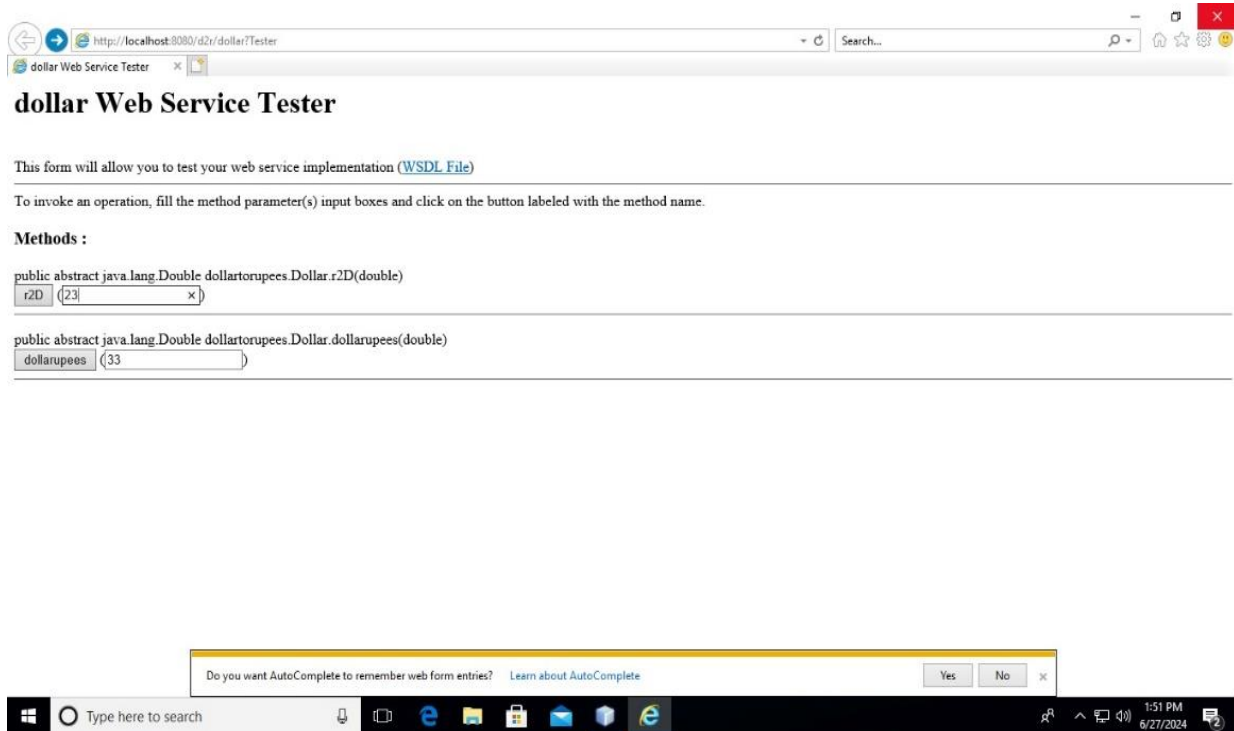 http://localhost:8080/d2r/dollar?Tester
Search...
dollar Web Service Tester
dollar Web Service Tester
This form will allow you to test your web service implementation (WSDL File)
To invoke an operation, fill the method parameter(s) input boxes and click on the button labeled with the method name.
Methods :
public abstract java.lang.Double dollartorupees.Dollar.r2D(double)
r2D (23 ×)
public abstract java.lang.Double dollartorupees.Dollar.dollarupees(double)
dollarupees (33 )
Do you want AutoComplete to remember web form entries? Learn about AutoComplete Yes No ×
Type here to search
1:51 PM
6/27/2024
2